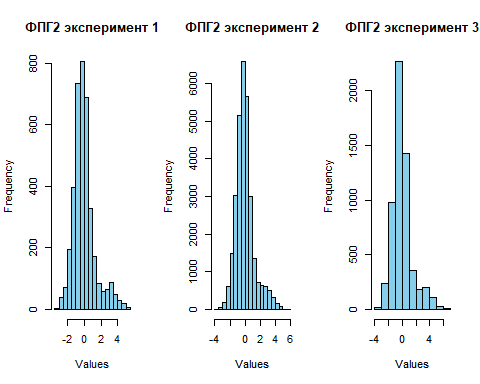 ФПГ2 эксперимент 1
ФПГ2 эксперимент 2
ФПГ2 эксперимент 3
Frequency
0
200
400
600
800
-2 0 2 4
Values
Frequency
0
1000
2000
3000
4000
5000
6000
-4 0 2 4 6
Values
Frequency
0
500
1000
1500
2000
-4 0 4
Values